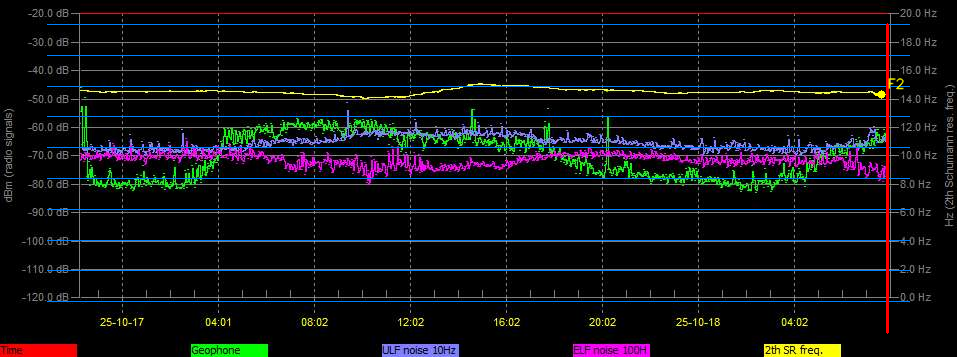 -20.0 dB 20.0 Hz
-30.0 dB 18.0 Hz
-40.0 dB 16.0 Hz
F2
-50.0 dB 14.0 Hz
-60.0 dB 12.0 Hz
-70.0 dB 10.0 Hz
-80.0 dB 8.0 Hz
-90.0 dB 6.0 Hz
-100.0 dB 4.0 Hz
-110.0 dB 2.0 Hz
-120.0 dB 0.0 Hz
dBm (radio signals)
Hz (2th Schumann res. freq.)
25-10-17 04:01 08:02 12:02 16:02 20:02 25-10-18 04:02
Time Geophone ULF noise 10Hz ELF noise 100H 2th SR freq.